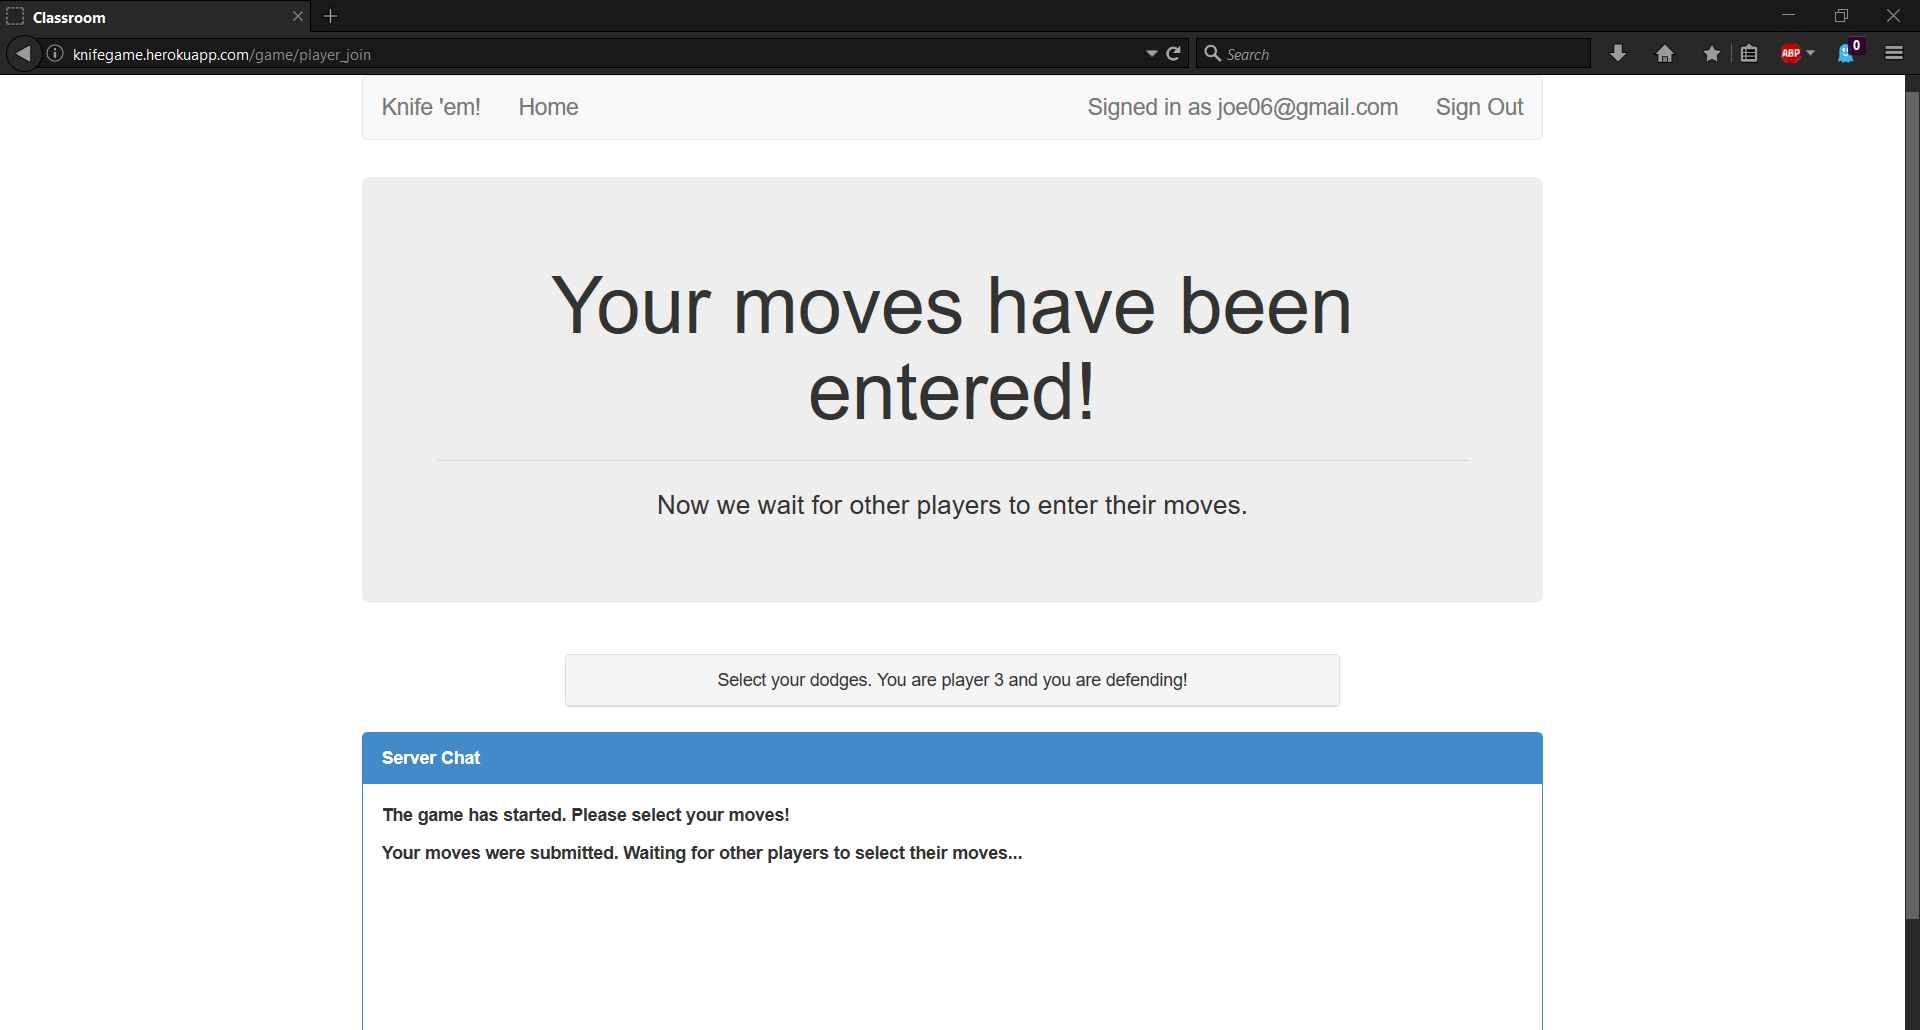 Classroom
knifegame.herokuapp.com/game/player_join
Search
ABP
0
Knife 'em! Home Signed in as joe06@gmail.com Sign Out
Your moves have been
entered!
Now we wait for other players to enter their moves.
Select your dodges. You are player 3 and you are defending!
Server Chat
The game has started. Please select your moves!
Your moves were submitted. Waiting for other players to select their moves...